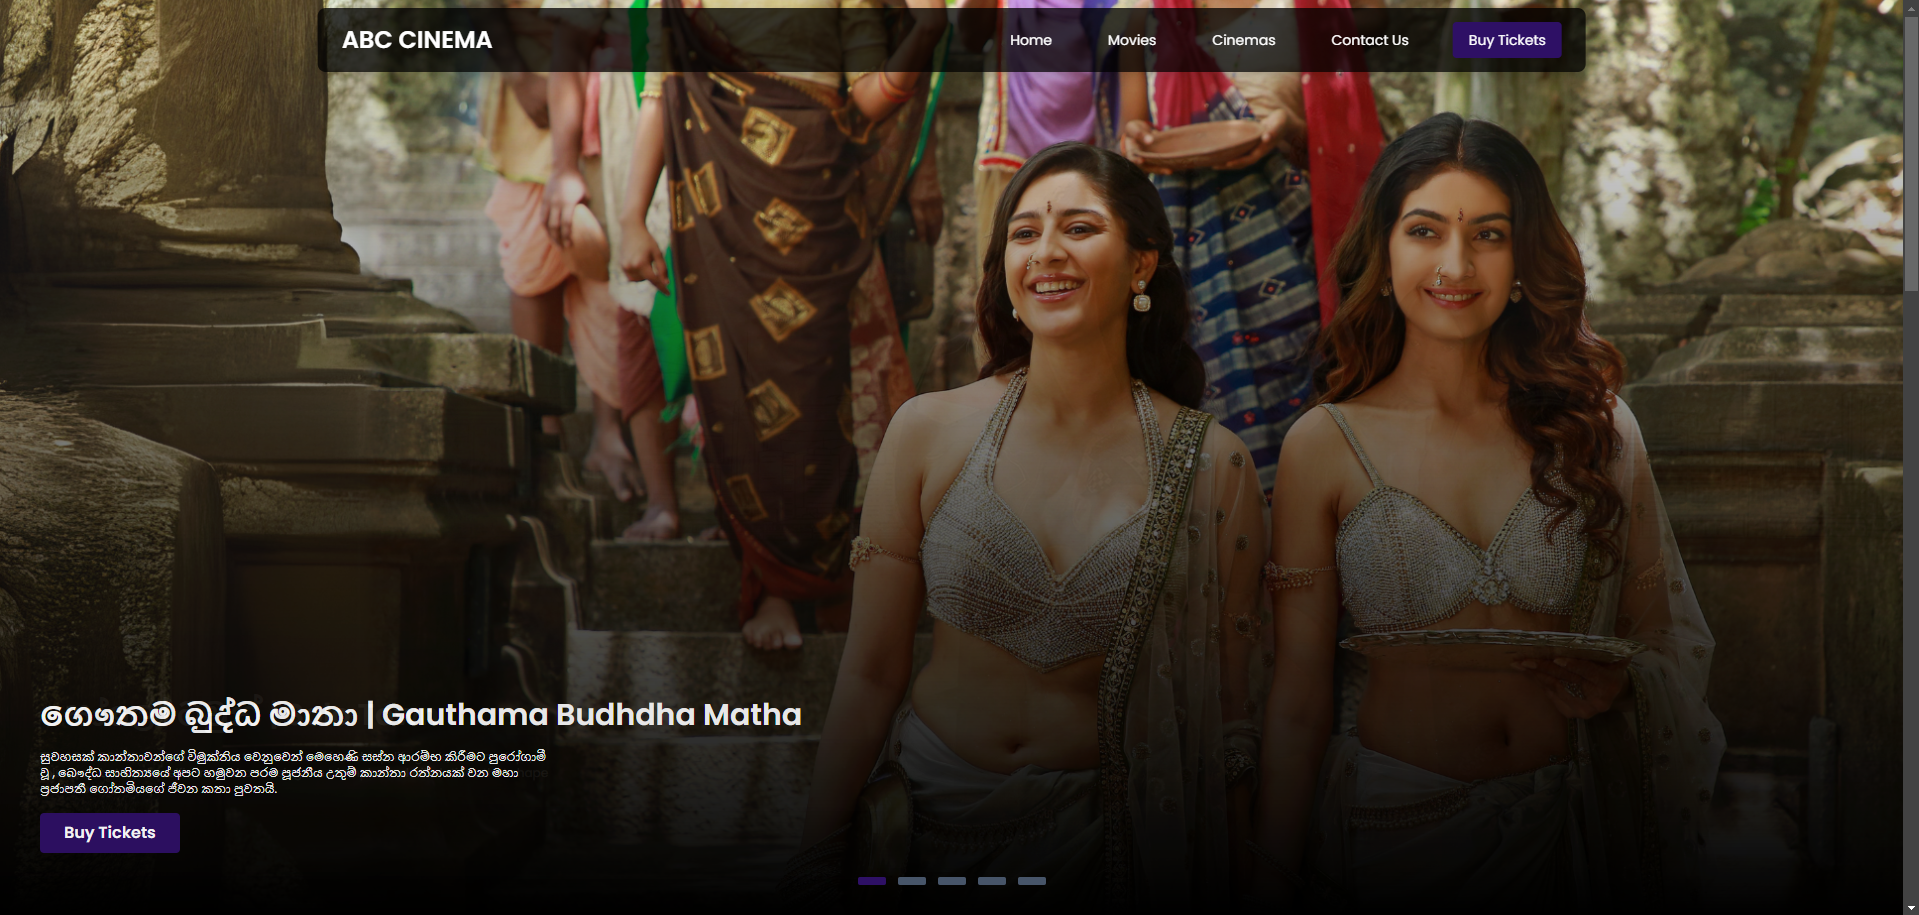 ABC CINEMA
Home
Movies
Cinemas
Contact Us
Buy Tickets
ගෞතම බුද්ධ මාතා | Gauthama Budhdha Matha
සුවහසක් කාන්තාවන්ගේ විමුක්තිය වෙනුවෙන් මෙහෙණි සස්න ආරම්භ කිරීමට පුරෝගාමී
වූ , බෞද්ධ සාහිත්‍යයේ අපට හමුවන පරම පූජනීය උතුම් කාන්තා රත්නයක් වන මහා
ප්‍රජාපතී ගෝතමියගේ ජීවන කතා පුවතයි.
Buy Tickets